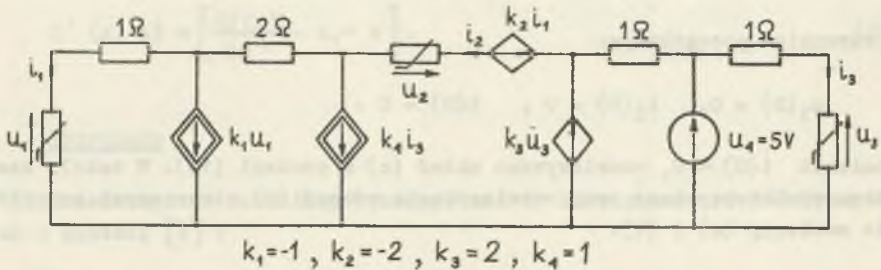 1Ω 2Ω k₂i₁ 1Ω 1Ω
i₁ i₂ i₃
u₂
u₁ k₁u₁ k₄i₃ k₃u₃ u₄=5V u₃
k₁=-1 , k₂=-2 , k₃=2 , k₄=1